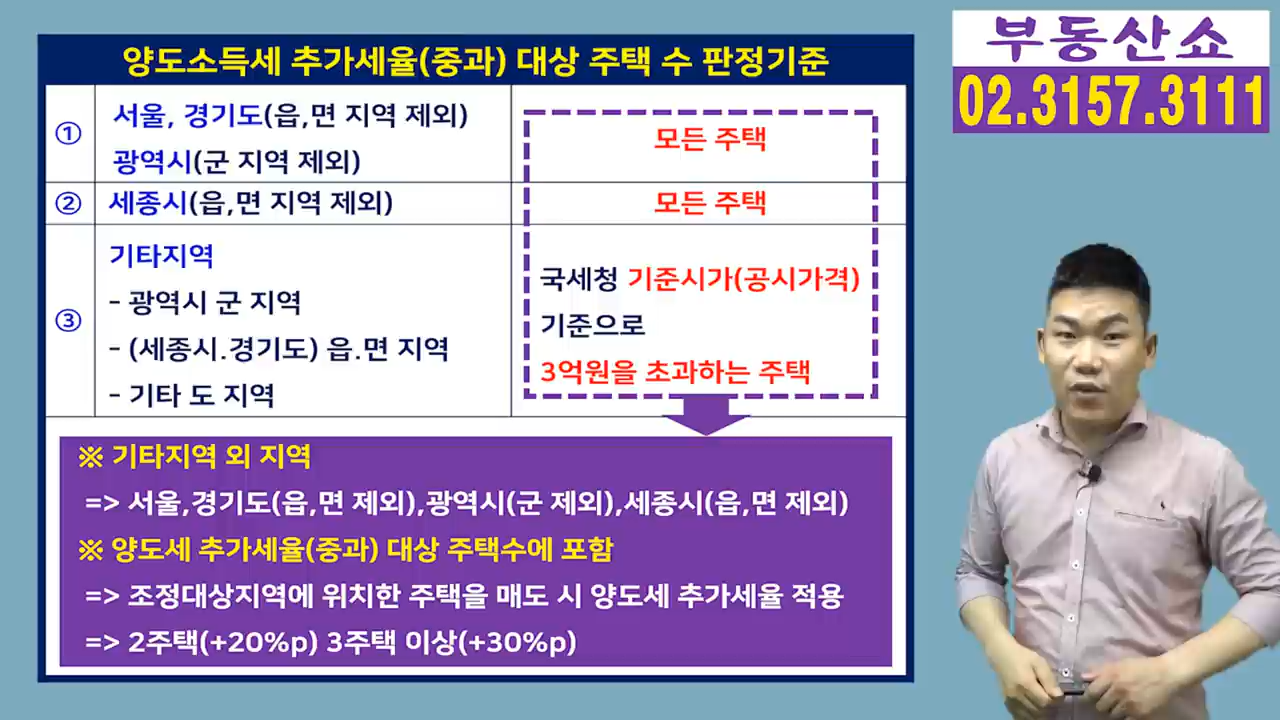 부동산쇼
02.3157.3111
양도소득세 추가세율(중과) 대상 주택 수 판정기준
① 서울, 경기도(읍,면 지역 제외)
광역시(군 지역 제외)
모든 주택
② 세종시(읍,면 지역 제외)
모든 주택
③ 기타지역
- 광역시 군 지역
- (세종시.경기도) 읍.면 지역
- 기타 도 지역
국세청 기준시가(공시가격)
기준으로
3억원을 초과하는 주택
※ 기타지역 외 지역
=> 서울,경기도(읍,면 제외),광역시(군 제외),세종시(읍,면 제외)
※ 양도세 추가세율(중과) 대상 주택수에 포함
=> 조정대상지역에 위치한 주택을 매도 시 양도세 추가세율 적용
=> 2주택(+20%p) 3주택 이상(+30%p)